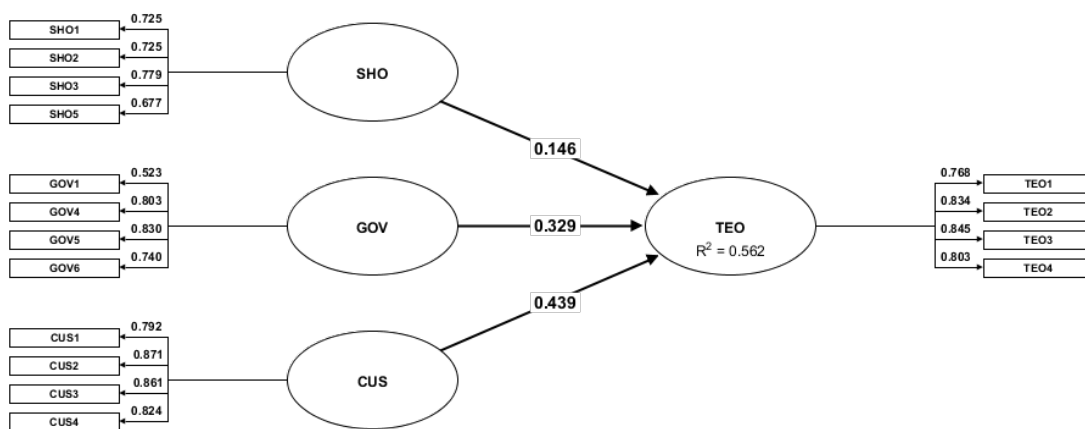 0.725
SHO1
0.725
SHO2
0.779
SHO3
0.677
SHO5
SHO
0.146
0.523
GOV1
0.803
GOV4
0.830
GOV5
0.740
GOV6
GOV
0.329
0.792
CUS1
0.871
CUS2
0.861
CUS3
0.824
CUS4
CUS
0.439
TEO
R² = 0.562
0.768
TEO1
0.834
TEO2
0.845
TEO3
0.803
TEO4